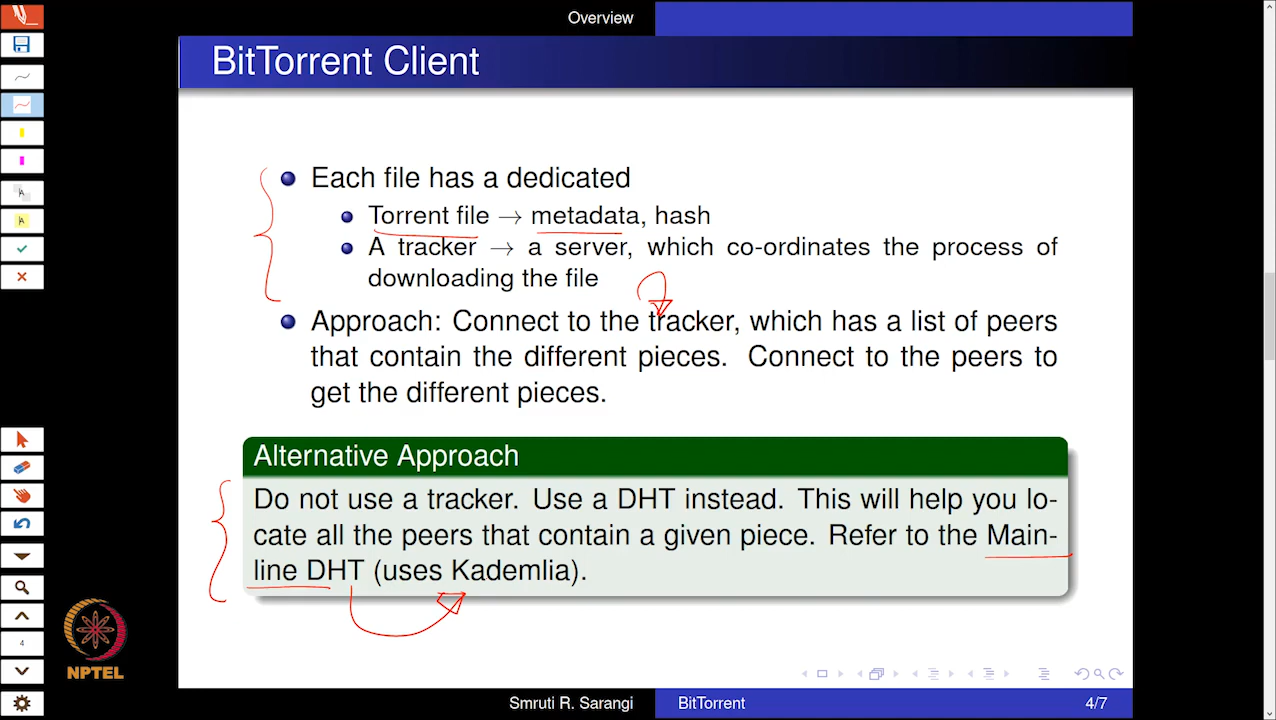 Overview
BitTorrent Client
Each file has a dedicated
Torrent file → metadata, hash
A tracker → a server, which co-ordinates the process of
downloading the file
Approach: Connect to the tracker, which has a list of peers
that contain the different pieces. Connect to the peers to
get the different pieces.
Alternative Approach
Do not use a tracker. Use a DHT instead. This will help you lo-
cate all the peers that contain a given piece. Refer to the Main-
line DHT (uses Kademlia).
4
NPTEL
Smruti R. Sarangi BitTorrent 4/7